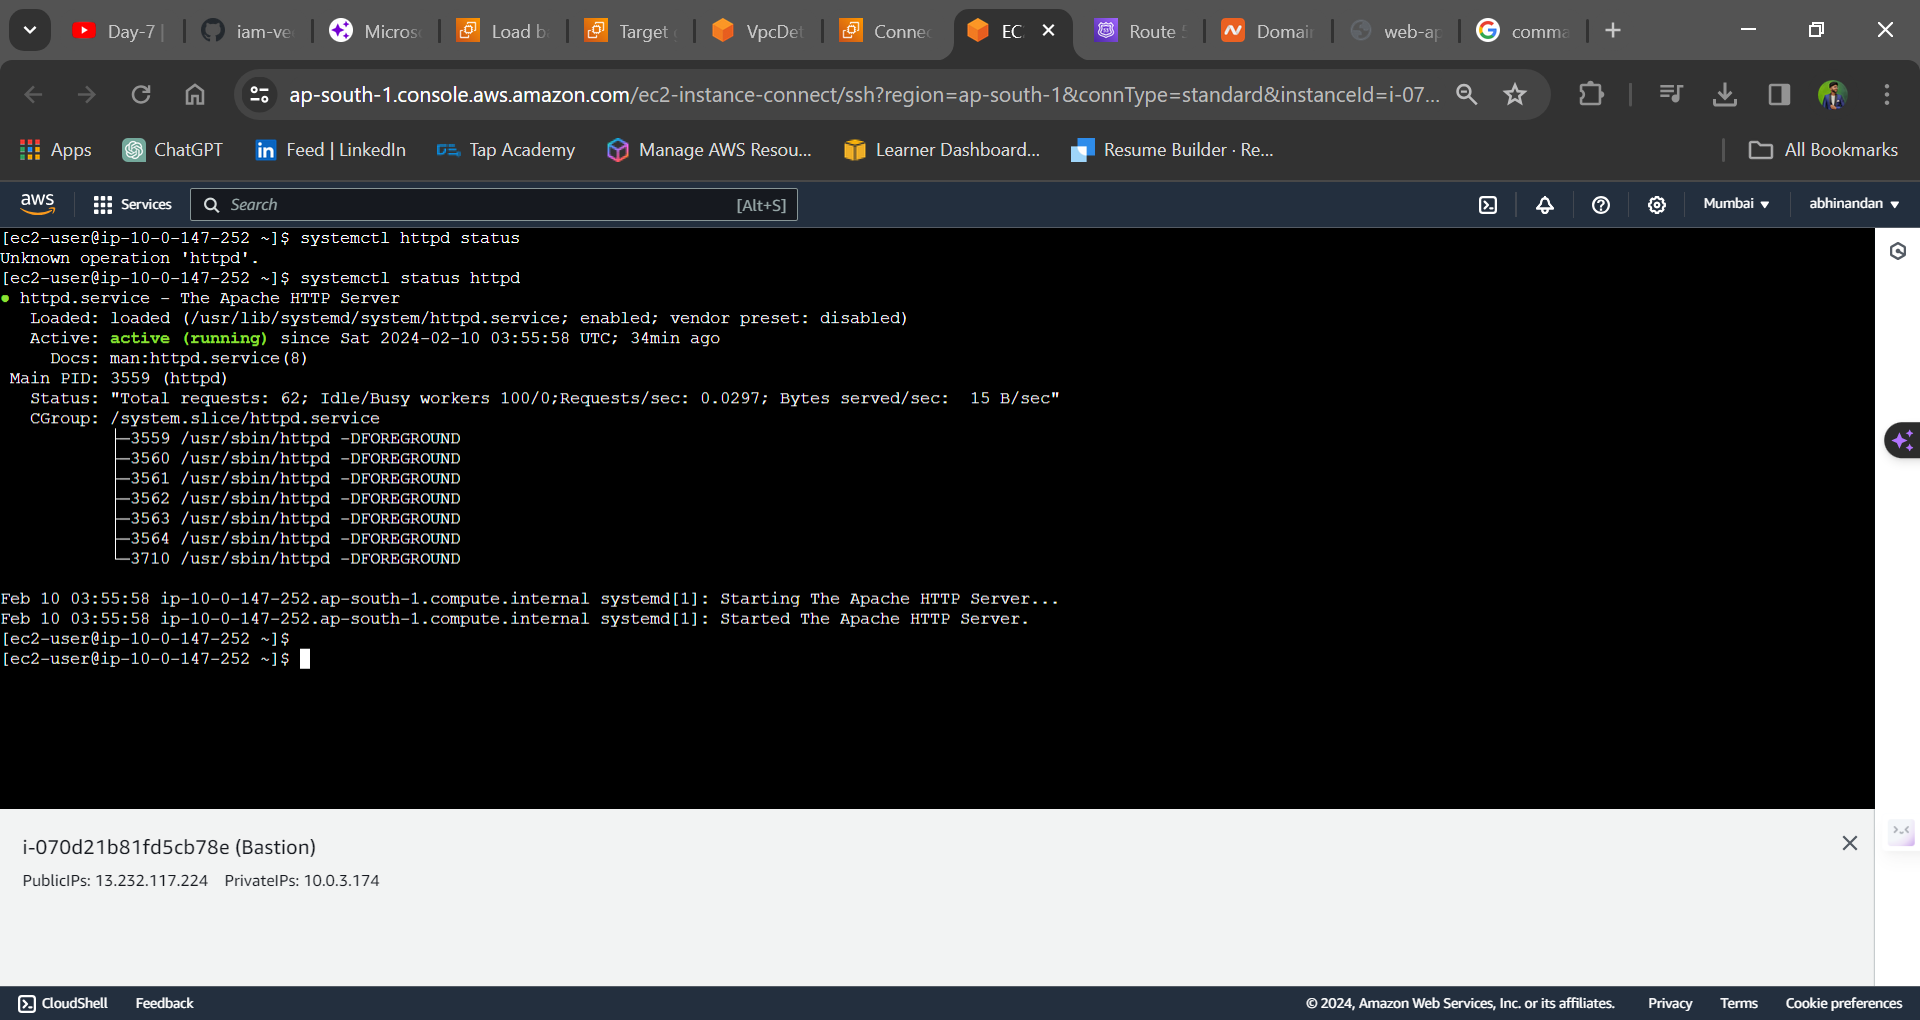 Day-7
iam-ve
Micros
Load b
Target
VpcDet
Connec
EC
Route
Domai
web-ap
comma
ap-south-1.console.aws.amazon.com/ec2-instance-connect/ssh?region=ap-south-1&connType=standard&instanceId=i-07...
Apps
ChatGPT
Feed | LinkedIn
Tap Academy
Manage AWS Resou...
Learner Dashboard...
Resume Builder · Re...
All Bookmarks
aws
Services
Search
[Alt+S]
Mumbai
abhinandan
[ec2-user@ip-10-0-147-252 ~]$ systemctl httpd status
Unknown operation 'httpd'.
[ec2-user@ip-10-0-147-252 ~]$ systemctl status httpd
● httpd.service - The Apache HTTP Server
Loaded: loaded (/usr/lib/systemd/system/httpd.service; enabled; vendor preset: disabled)
Active: active (running) since Sat 2024-02-10 03:55:58 UTC; 34min ago
Docs: man:httpd.service(8)
Main PID: 3559 (httpd)
Status: "Total requests: 62; Idle/Busy workers 100/0;Requests/sec: 0.0297; Bytes served/sec:  15 B/sec"
CGroup: /system.slice/httpd.service
├─3559 /usr/sbin/httpd -DFOREGROUND
├─3560 /usr/sbin/httpd -DFOREGROUND
├─3561 /usr/sbin/httpd -DFOREGROUND
├─3562 /usr/sbin/httpd -DFOREGROUND
├─3563 /usr/sbin/httpd -DFOREGROUND
├─3564 /usr/sbin/httpd -DFOREGROUND
└─3710 /usr/sbin/httpd -DFOREGROUND
Feb 10 03:55:58 ip-10-0-147-252.ap-south-1.compute.internal systemd[1]: Starting The Apache HTTP Server...
Feb 10 03:55:58 ip-10-0-147-252.ap-south-1.compute.internal systemd[1]: Started The Apache HTTP Server.
[ec2-user@ip-10-0-147-252 ~]$
[ec2-user@ip-10-0-147-252 ~]$
i-070d21b81fd5cb78e (Bastion)
PublicIPs: 13.232.117.224 PrivateIPs: 10.0.3.174
CloudShell
Feedback
© 2024, Amazon Web Services, Inc. or its affiliates.
Privacy
Terms
Cookie preferences